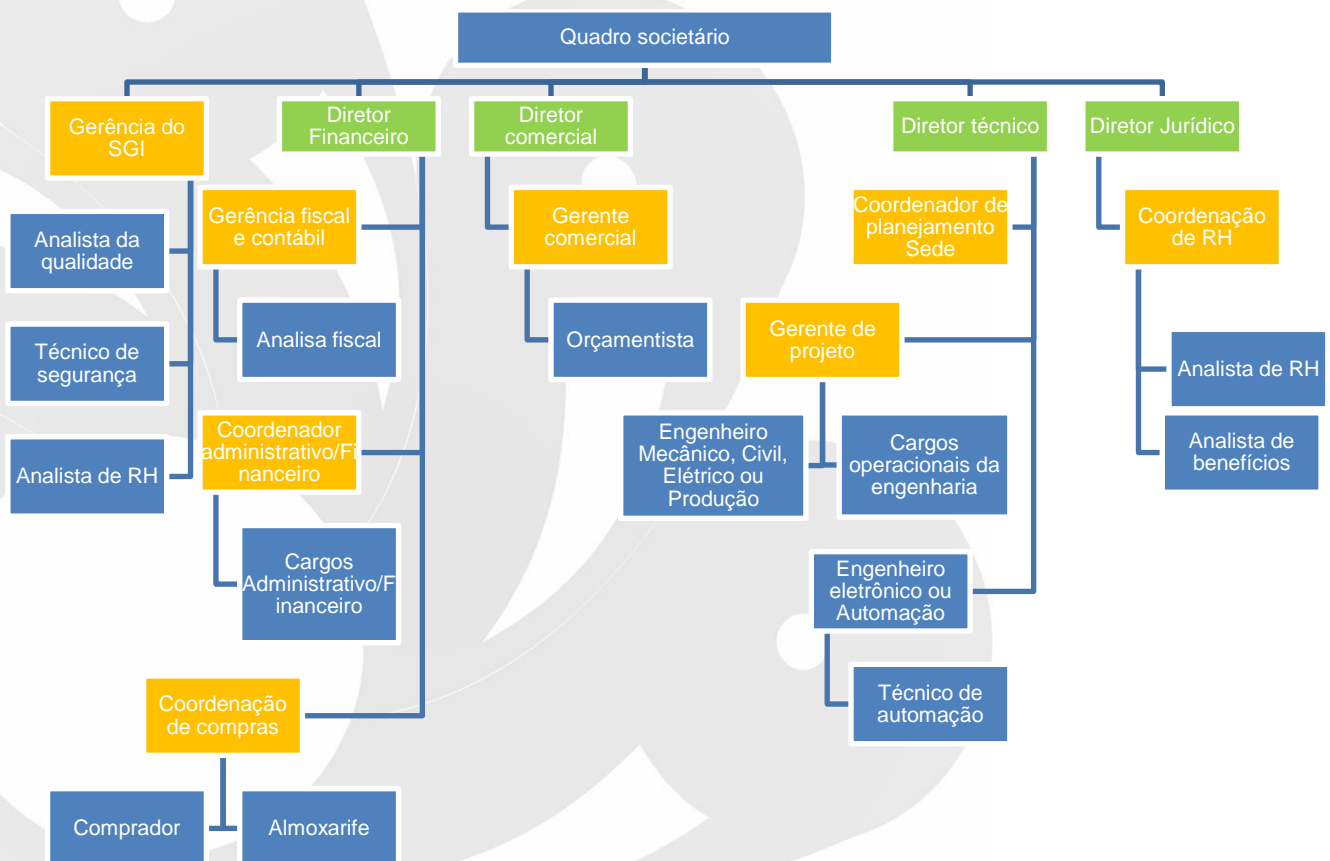 Quadro societário
Gerência do
SGI
Diretor
Financeiro
Diretor
comercial
Diretor técnico
Diretor Jurídico
Analista da
qualidade
Técnico de
segurança
Analista de RH
Gerência fiscal
e contábil
Analisa fiscal
Coordenador
administrativo/Fi
nanceiro
Cargos
Administrativo/F
inanceiro
Coordenação
de compras
Comprador
Almoxarife
Gerente
comercial
Orçamentista
Coordenador de
planejamento
Sede
Gerente de
projeto
Engenheiro
Mecânico, Civil,
Elétrico ou
Produção
Cargos
operacionais da
engenharia
Engenheiro
eletrônico ou
Automação
Técnico de
automação
Coordenação
de RH
Analista de RH
Analista de
benefícios